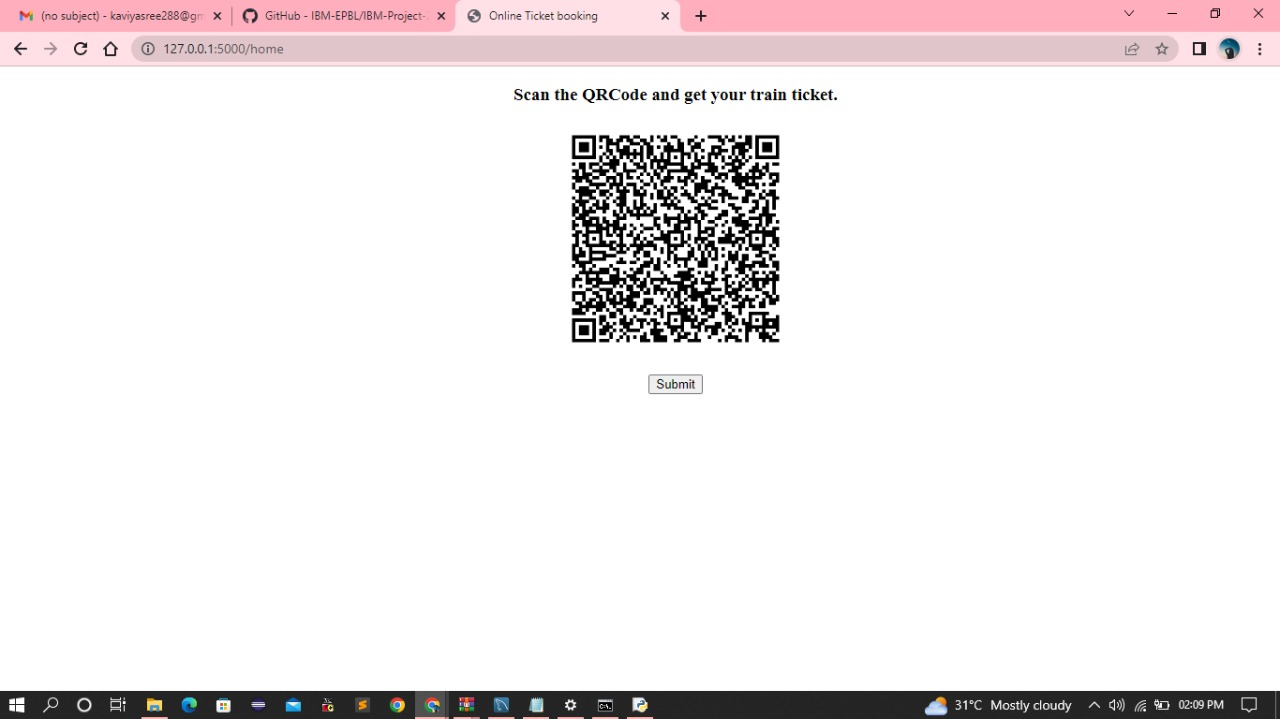 (no subject) - kaviyasree288@gm
GitHub - IBM-EPBL/IBM-Project-
Online Ticket booking
127.0.0.1:5000/home
Scan the QRCode and get your train ticket.
Submit
31°C Mostly cloudy
02:09 PM